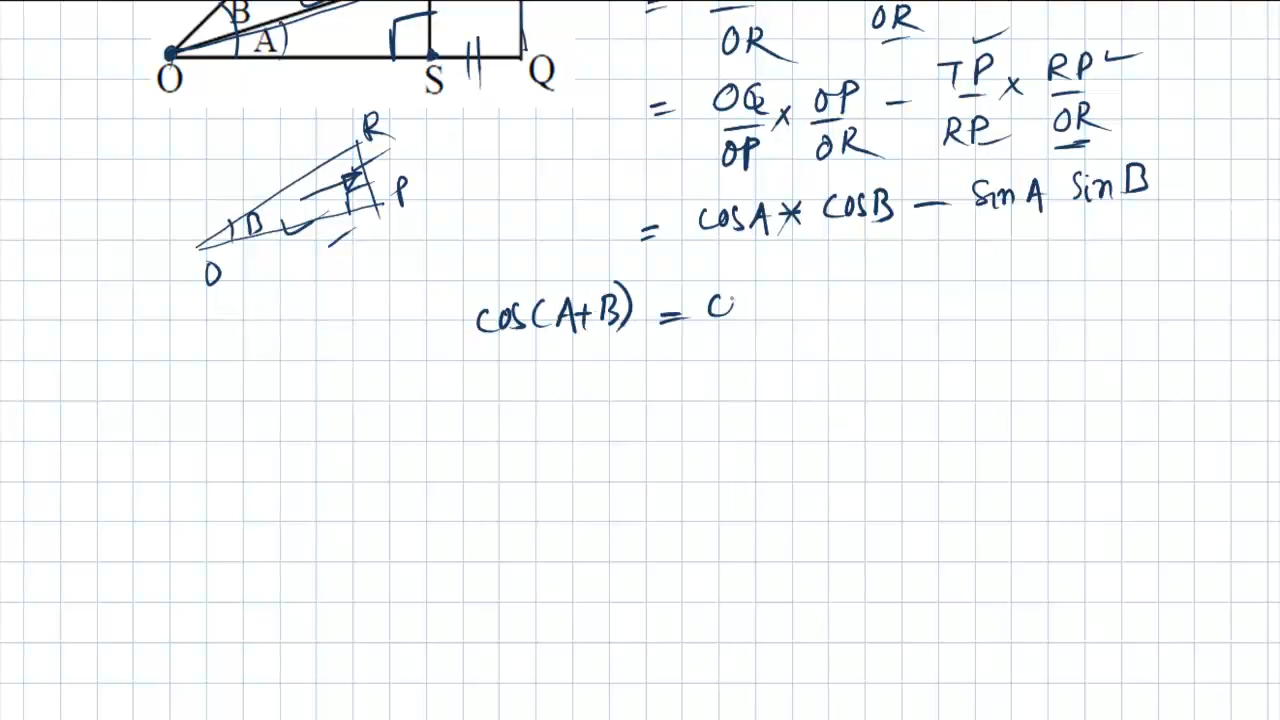 B
A
O S Q
= OR OR
= OQ/OP × OP/OR − TP/RP × RP/OR
= cosA * cosB − sinA sinB
R
P
B
O
cos(A+B) = C